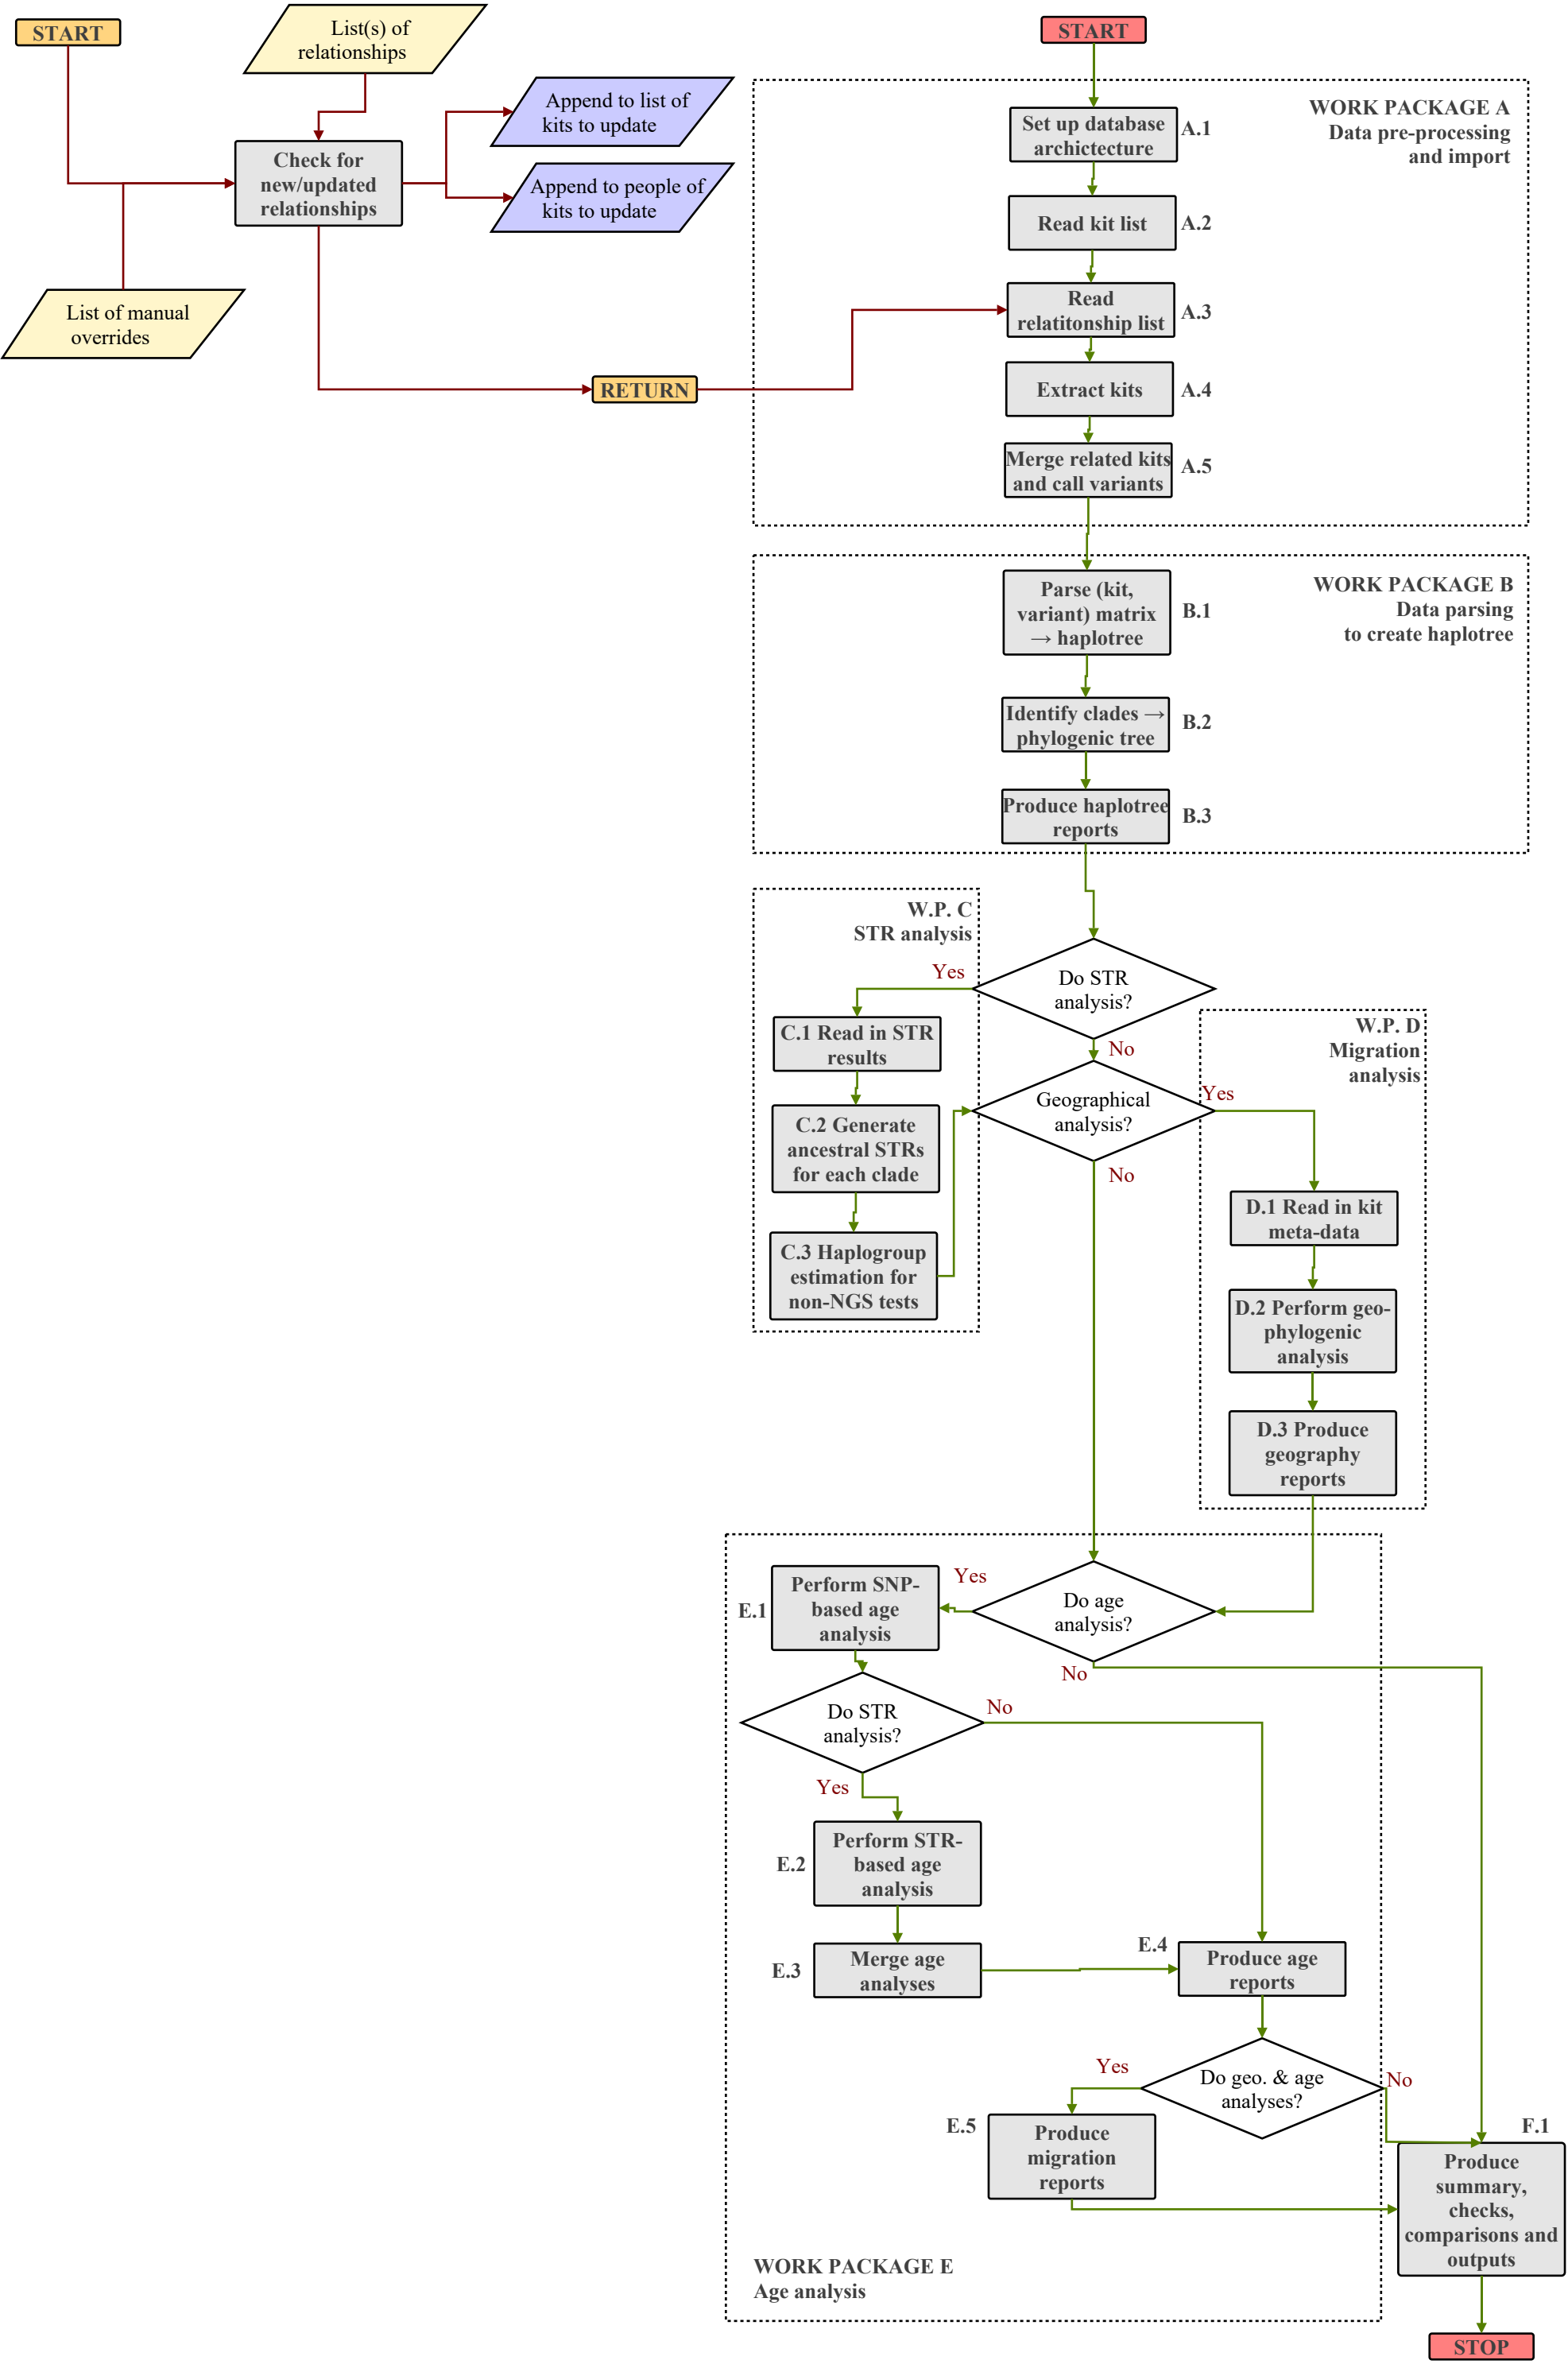 START
List(s) of
relationships
Append to list of
kits to update
Check for
new/updated
relationships
Append to people of
kits to update
List of manual
overrides
RETURN
START
WORK PACKAGE A
Data pre-processing
and import
Set up database
archictecture
A.1
Read kit list
A.2
Read
relatitonship list
A.3
Extract kits
A.4
Merge related kits
and call variants
A.5
WORK PACKAGE B
Data parsing
to create haplotree
Parse (kit,
variant) matrix
→ haplotree
B.1
Identify clades →
phylogenic tree
B.2
Produce haplotree
reports
B.3
W.P. C
STR analysis
Do STR
analysis?
Yes
No
C.1 Read in STR
results
C.2 Generate
ancestral STRs
for each clade
C.3 Haplogroup
estimation for
non-NGS tests
Geographical
analysis?
Yes
No
W.P. D
Migration
analysis
D.1 Read in kit
meta-data
D.2 Perform geo-
phylogenic
analysis
D.3 Produce
geography
reports
Do age
analysis?
Yes
No
E.1
Perform SNP-
based age
analysis
Do STR
analysis?
No
Yes
E.2
Perform STR-
based age
analysis
E.3
Merge age
analyses
E.4
Produce age
reports
Do geo. & age
analyses?
Yes
No
E.5
Produce
migration
reports
F.1
Produce
summary,
checks,
comparisons and
outputs
WORK PACKAGE E
Age analysis
STOP